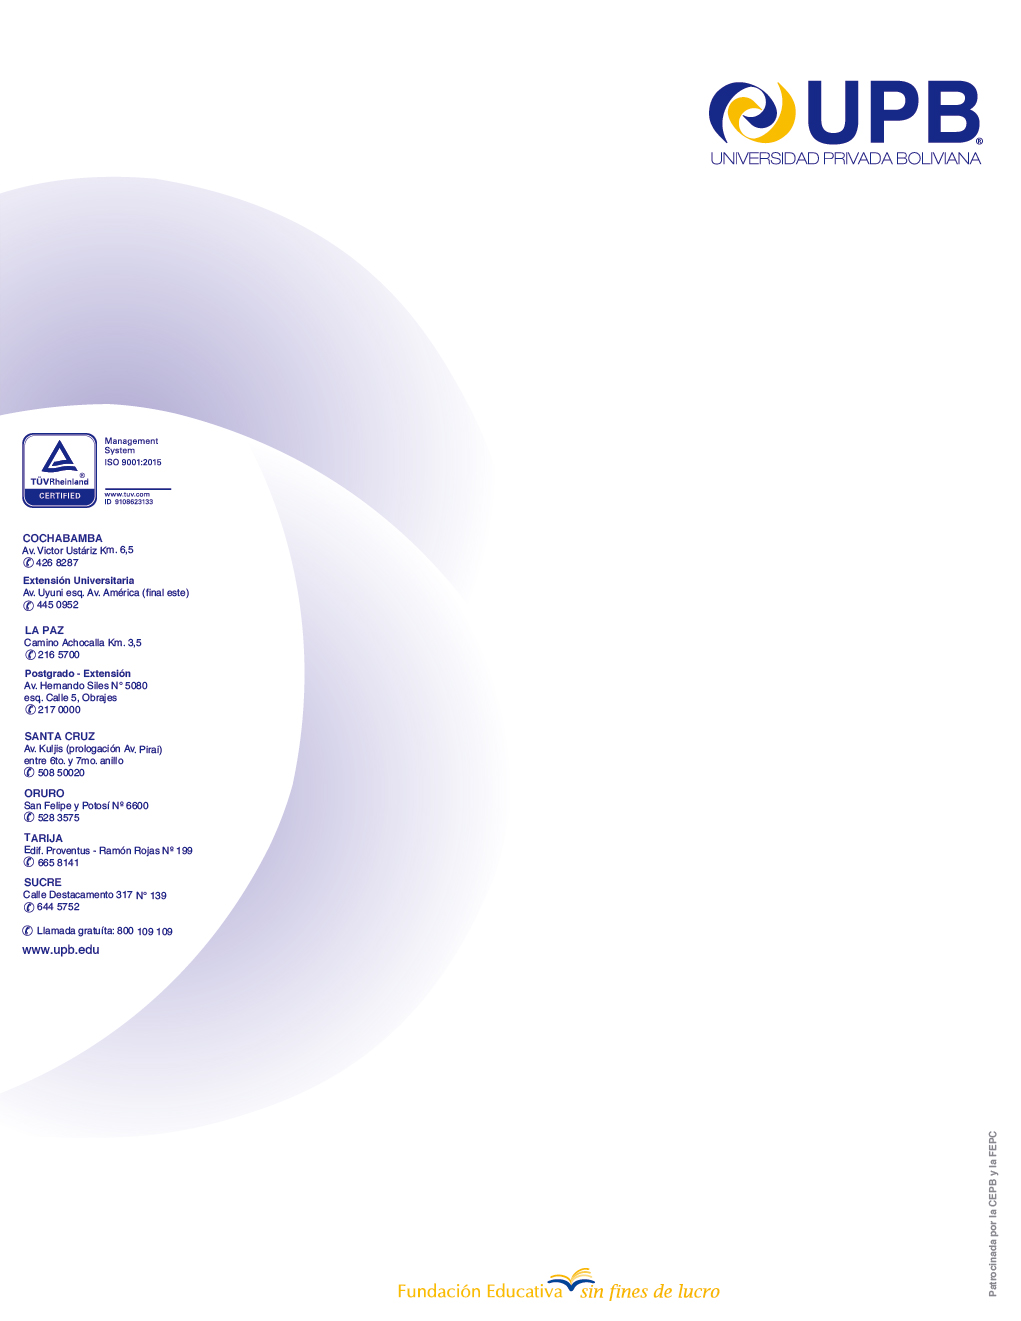 UPB®
UNIVERSIDAD PRIVADA BOLIVIANA
Management
System
ISO 9001:2015
TÜVRheinland®
CERTIFIED
www.tuv.com
ID 9108623133
COCHABAMBA
Av. Victor Ustáriz Km. 6,5
✆ 426 8287
Extensión Universitaria
Av. Uyuni esq. Av. América (final este)
✆ 445 0952
LA PAZ
Camino Achocalla Km. 3,5
✆ 216 5700
Postgrado - Extensión
Av. Hernando Siles N° 5080
esq. Calle 5, Obrajes
✆ 217 0000
SANTA CRUZ
Av. Kuljis (prologación Av. Piraí)
entre 6to. y 7mo. anillo
✆ 508 50020
ORURO
San Felipe y Potosí Nº 6600
✆ 528 3575
TARIJA
Edif. Proventus - Ramón Rojas Nº 199
✆ 665 8141
SUCRE
Calle Destacamento 317 N° 139
✆ 644 5752
✆ Llamada gratuíta: 800 109 109
www.upb.edu
Patrocinada por la CEPB y la FEPC
Fundación Educativa sin fines de lucro